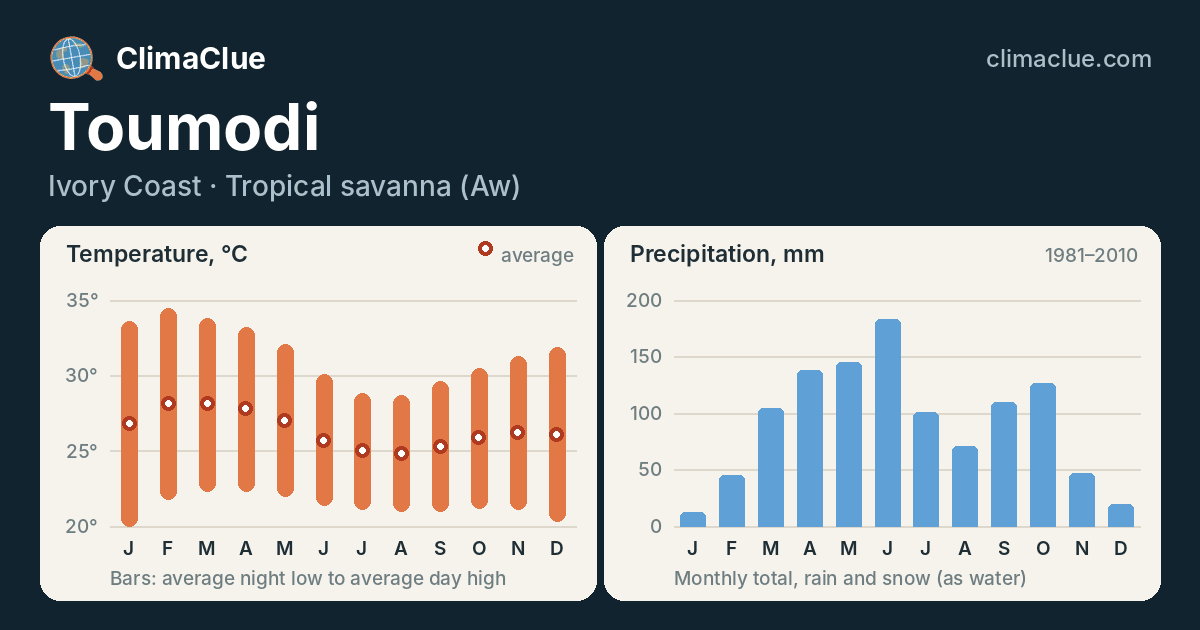 ClimaClue
climaclue.com
Toumodi
Ivory Coast · Tropical savanna (Aw)
Temperature, °C
average
35°
30°
25°
20°
J F M A M J J A S O N D
Bars: average night low to average day high
Precipitation, mm
1981–2010
200
150
100
50
0
J F M A M J J A S O N D
Monthly total, rain and snow (as water)